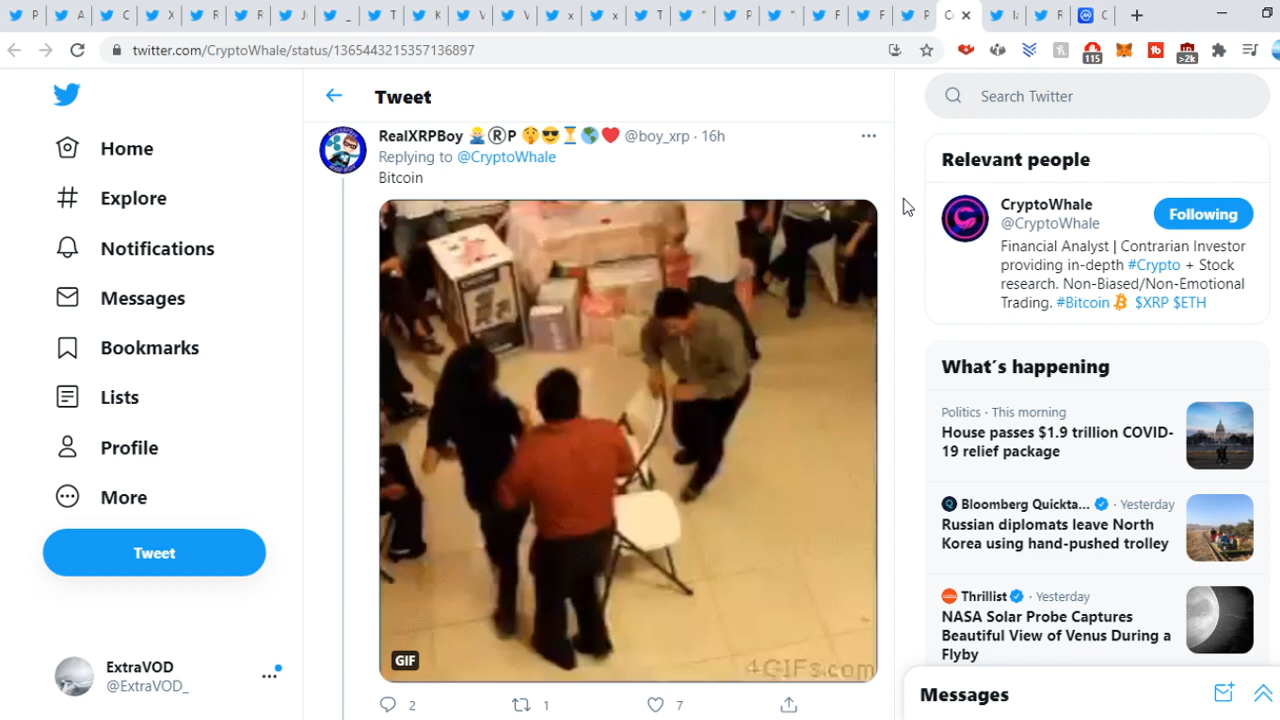 twitter.com/CryptoWhale/status/1365443215357136897
115
>2k
Home
Explore
Notifications
Messages
Bookmarks
Lists
Profile
More
Tweet
ExtraVOD
@ExtraVOD_
Tweet
RealXRPBoy 🙎‍♂️ⓇP 🤫😎⏳🌎❤️ @boy_xrp · 16h
Replying to @CryptoWhale
Bitcoin
GIF
4GIFs.com
2
1
7
Search Twitter
Relevant people
CryptoWhale
@CryptoWhale
Following
Financial Analyst | Contrarian Investor
providing in-depth #Crypto + Stock
research. Non-Biased/Non-Emotional
Trading. #Bitcoin $XRP $ETH
What's happening
Politics · This morning
House passes $1.9 trillion COVID-
19 relief package
Bloomberg Quickta... · Yesterday
Russian diplomats leave North
Korea using hand-pushed trolley
Thrillist · Yesterday
NASA Solar Probe Captures
Beautiful View of Venus During a
Flyby
Messages